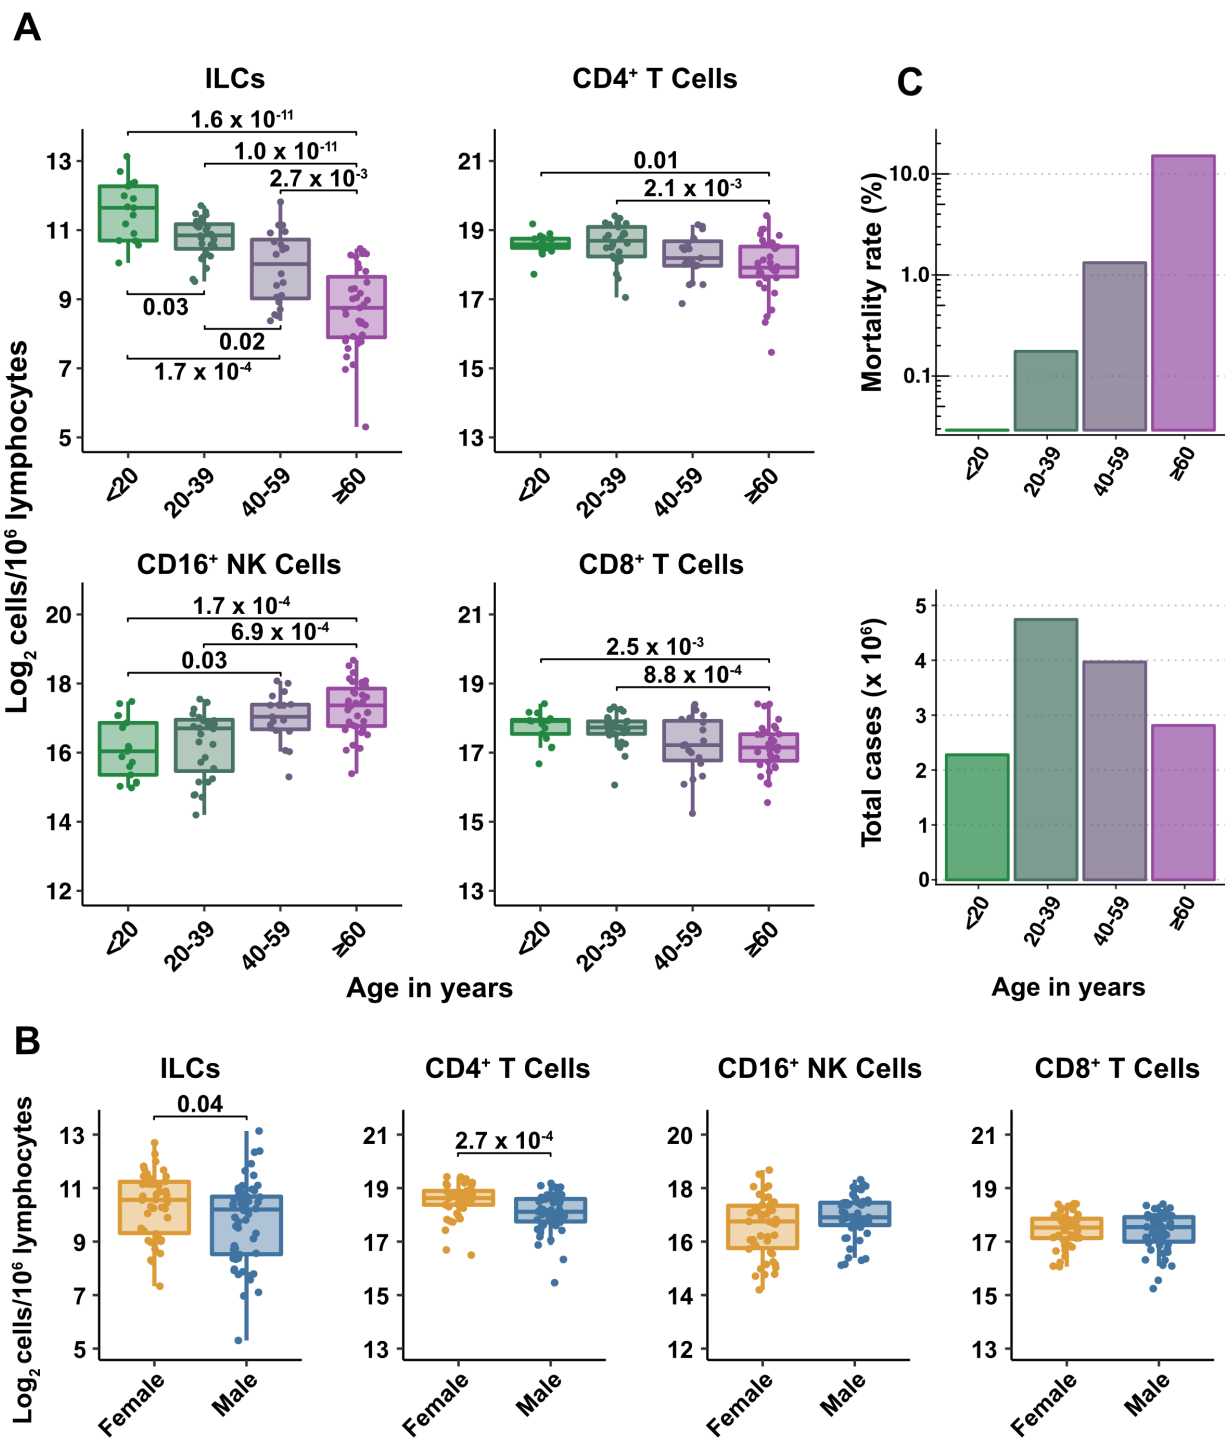 A
ILCs
1.6 x 10⁻¹¹
1.0 x 10⁻¹¹
2.7 x 10⁻³
13
11
9
7
5
0.03
0.02
1.7 x 10⁻⁴
<20
20-39
40-59
≥60
CD4⁺ T Cells
0.01
2.1 x 10⁻³
21
19
17
15
13
<20
20-39
40-59
≥60
Log₂ cells/10⁶ lymphocytes
CD16⁺ NK Cells
1.7 x 10⁻⁴
6.9 x 10⁻⁴
0.03
20
18
16
14
12
<20
20-39
40-59
≥60
CD8⁺ T Cells
2.5 x 10⁻³
8.8 x 10⁻⁴
21
19
17
15
13
<20
20-39
40-59
≥60
Age in years
C
Mortality rate (%)
10.0
1.0
0.1
<20
20-39
40-59
≥60
Total cases (x 10⁶)
5
4
3
2
1
0
<20
20-39
40-59
≥60
Age in years
B
Log₂ cells/10⁶ lymphocytes
ILCs
0.04
13
11
9
7
5
Female
Male
CD4⁺ T Cells
2.7 x 10⁻⁴
21
19
17
15
13
Female
Male
CD16⁺ NK Cells
20
18
16
14
12
Female
Male
CD8⁺ T Cells
21
19
17
15
13
Female
Male